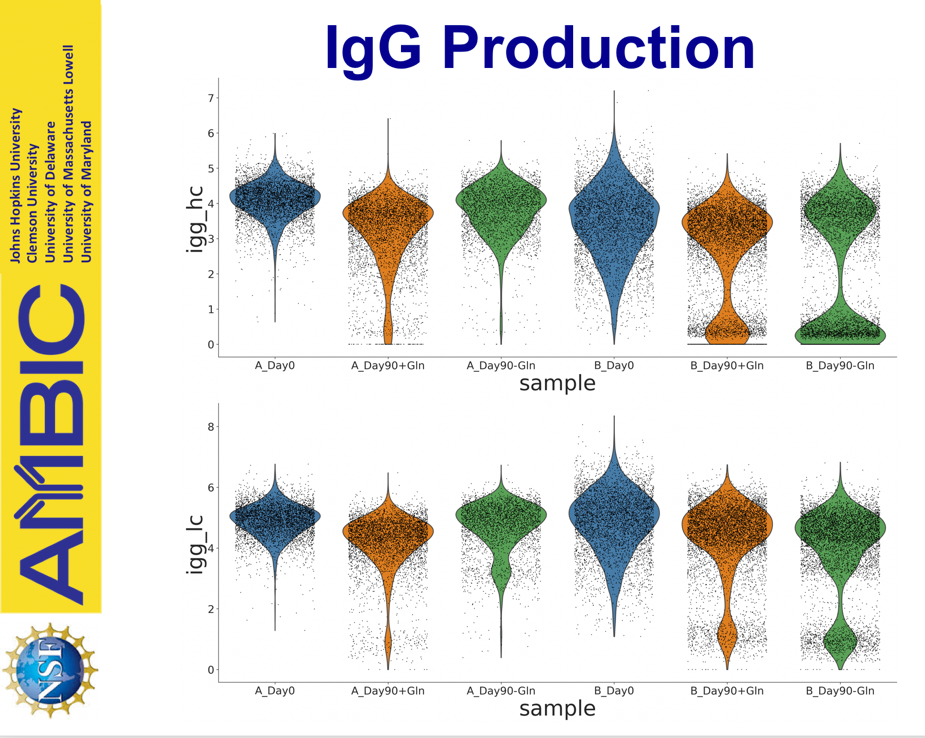 IgG Production
Johns Hopkins University
Clemson University
University of Delaware
University of Massachusetts Lowell
University of Maryland
AMBIC
NSF
igg_hc
7
6
5
4
3
2
1
0
A_Day0 A_Day90+Gln A_Day90-Gln B_Day0 B_Day90+Gln B_Day90-Gln
sample
igg_lc
8
6
4
2
0
A_Day0 A_Day90+Gln A_Day90-Gln B_Day0 B_Day90+Gln B_Day90-Gln
sample